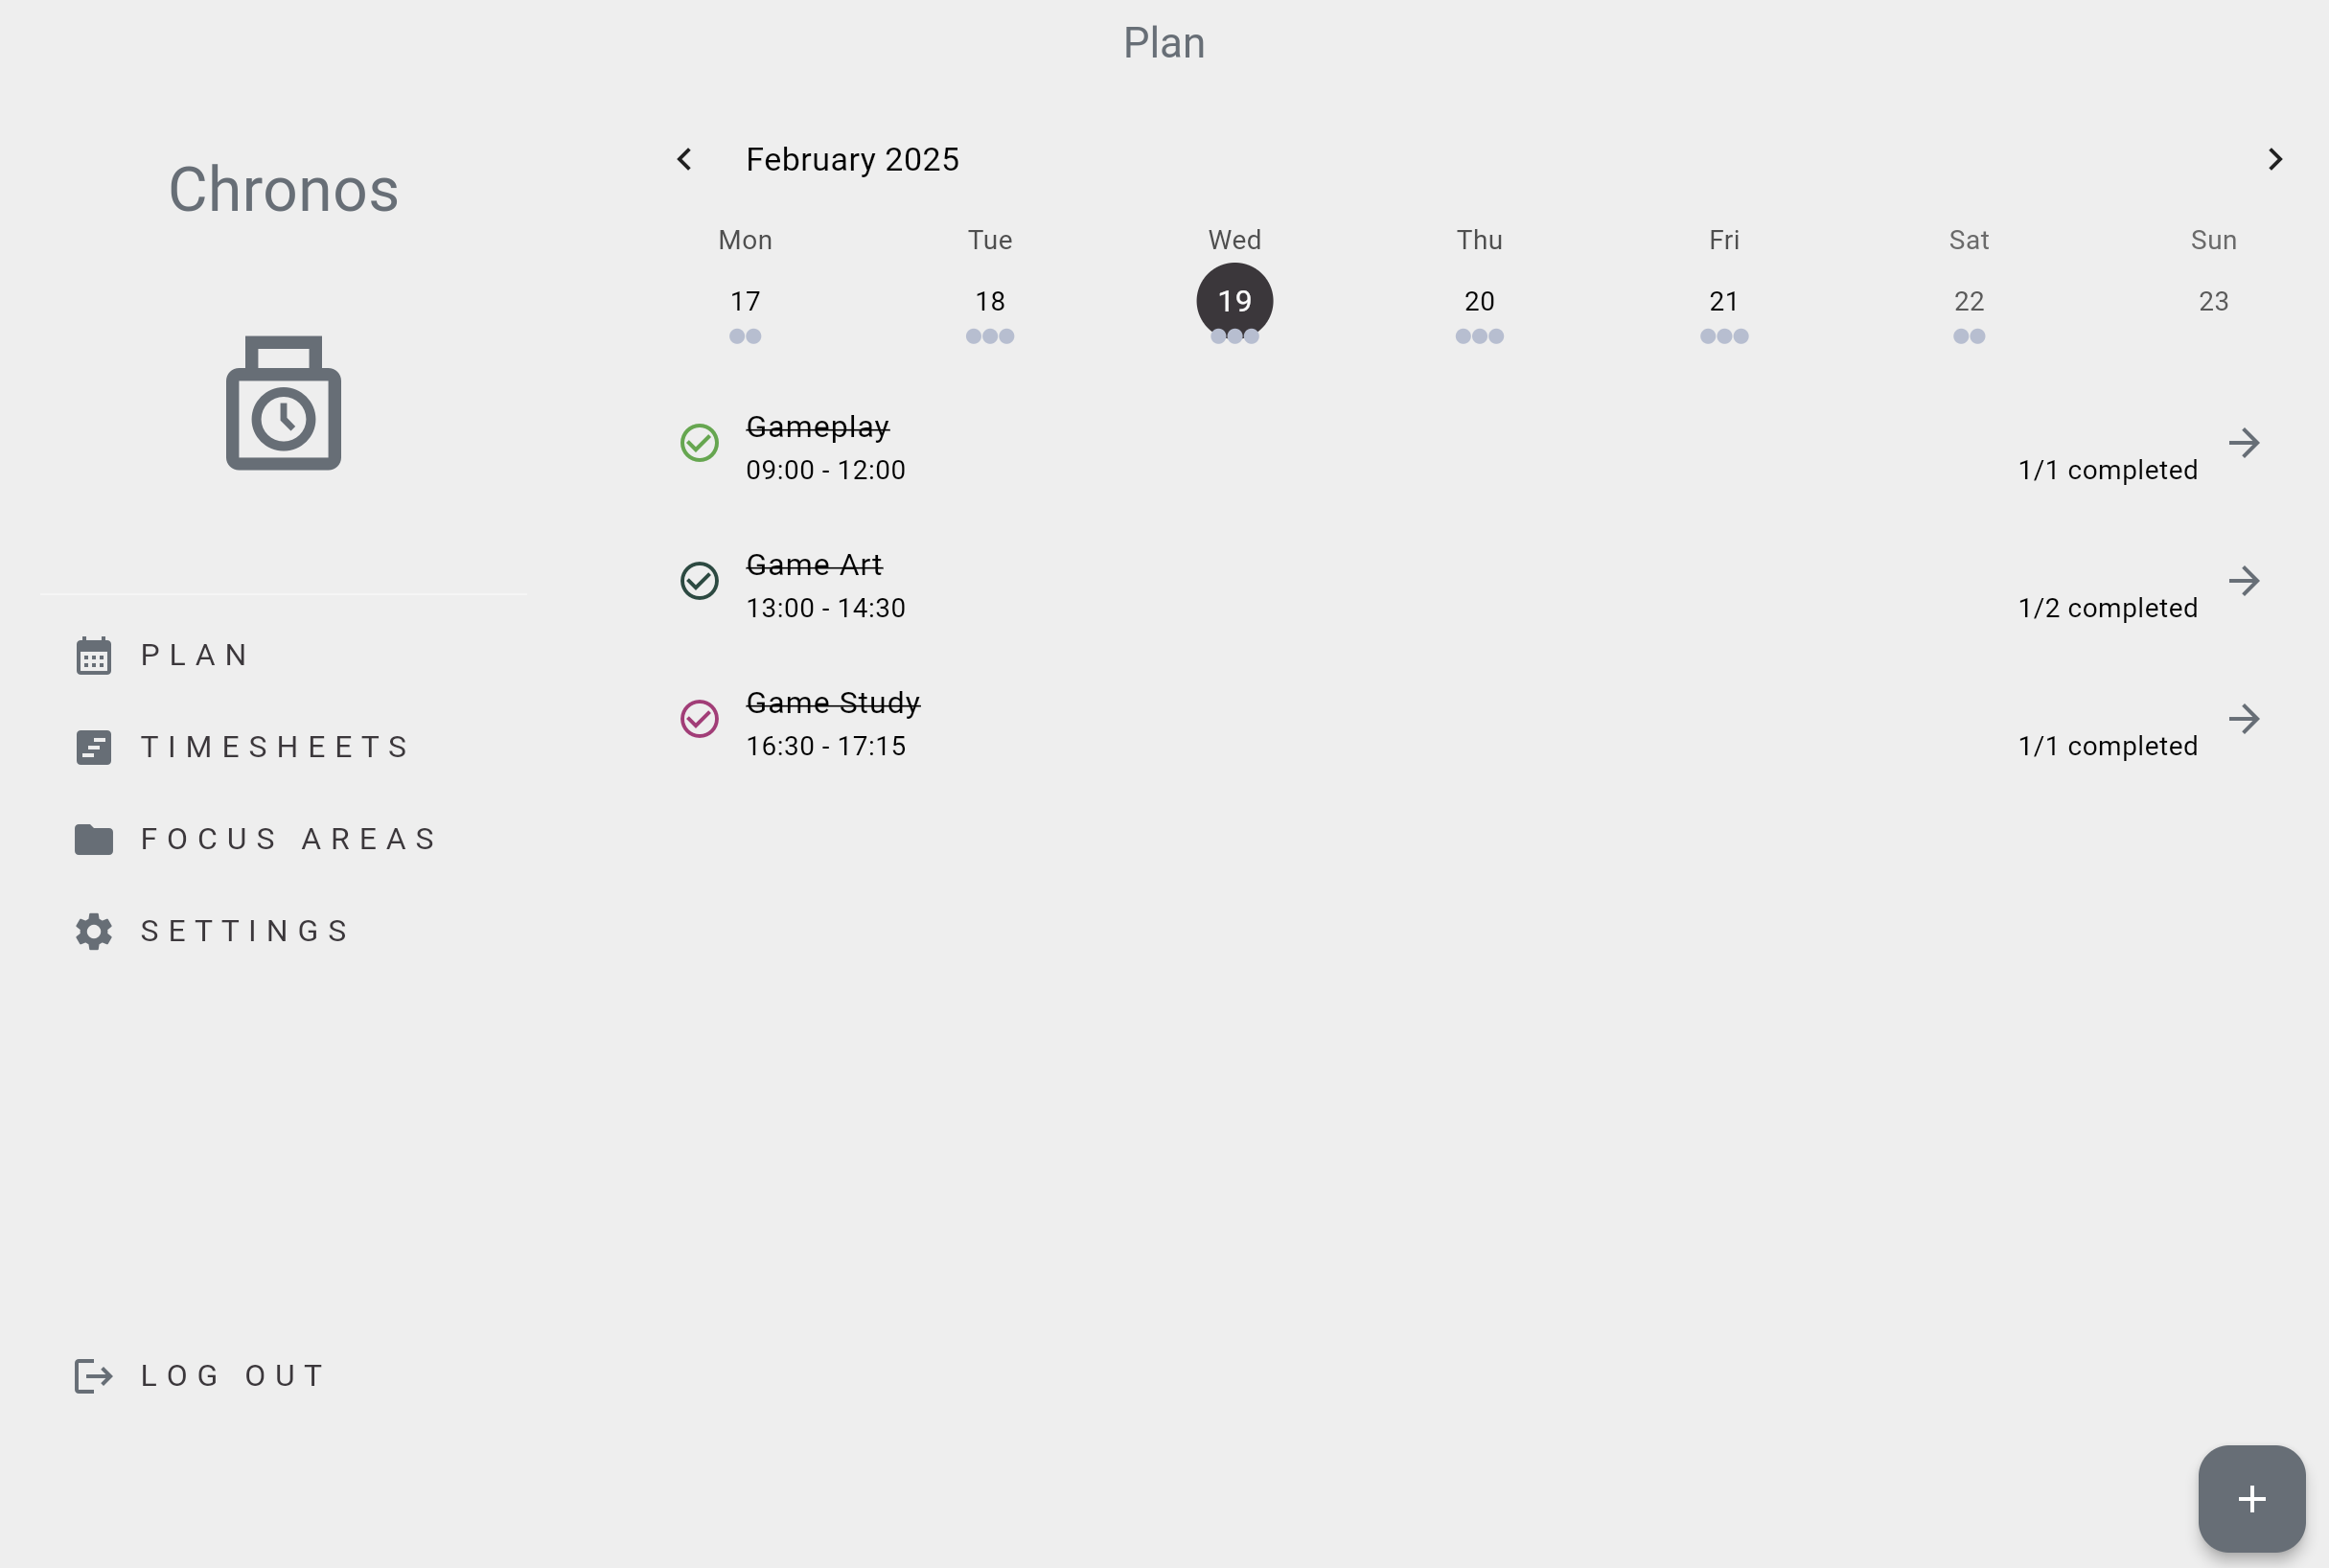 Plan
Chronos
PLAN
TIMESHEETS
FOCUS AREAS
SETTINGS
LOG OUT
February 2025
Mon Tue Wed Thu Fri Sat Sun
17 18 19 20 21 22 23
Gameplay
09:00 - 12:00 1/1 completed
Game Art
13:00 - 14:30 1/2 completed
Game Study
16:30 - 17:15 1/1 completed